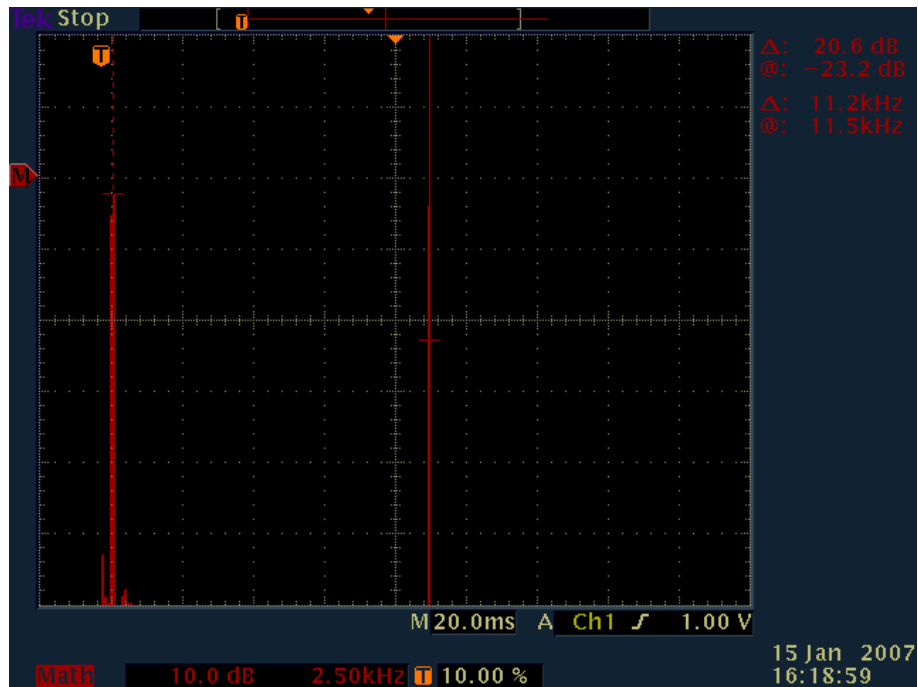 Tek Stop
T
T
Δ: 20.6 dB
@: −23.2 dB
Δ: 11.2kHz
@: 11.5kHz
M
M 20.0ms A Ch1 1.00 V
Math 10.0 dB 2.50kHz T 10.00 %
15 Jan 2007
16:18:59